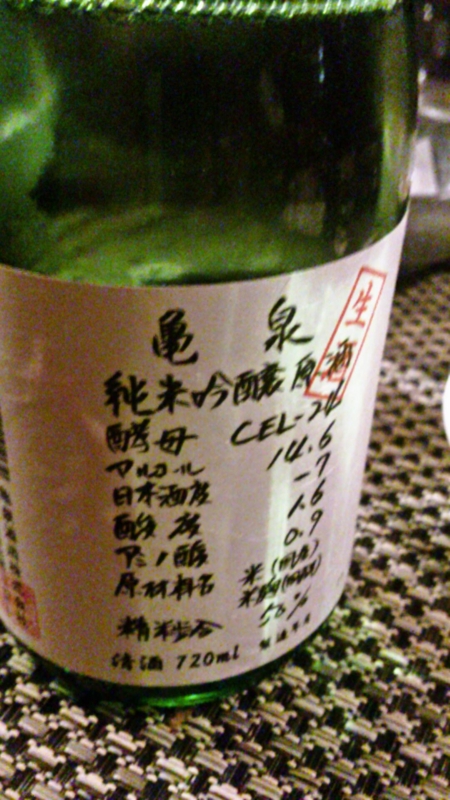 亀泉
生酒
純米吟醸原酒
酵母 CEL-24
アルコール 14.6
日本酒度 -7
酸度 1.6
アミノ酸 0.9
原材料名 米(国産)
米麹(国産米)
精米歩合 50%
清酒 720ml